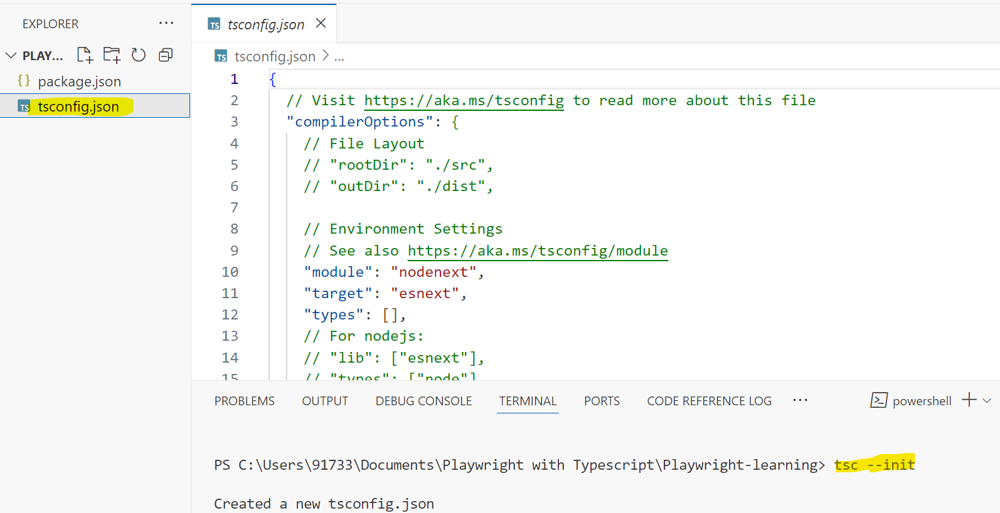 EXPLORER ...
PLAY...
{} package.json
TS tsconfig.json
TS tsconfig.json
TS tsconfig.json > ...
1 {
2 // Visit https://aka.ms/tsconfig to read more about this file
3 "compilerOptions": {
4 // File Layout
5 // "rootDir": "./src",
6 // "outDir": "./dist",
7
8 // Environment Settings
9 // See also https://aka.ms/tsconfig/module
10 "module": "nodenext",
11 "target": "esnext",
12 "types": [],
13 // For nodejs:
14 // "lib": ["esnext"],
15 // "types": ["node"]
PROBLEMS OUTPUT DEBUG CONSOLE TERMINAL PORTS CODE REFERENCE LOG ... powershell
PS C:\Users\91733\Documents\Playwright with Typescript\Playwright-learning> tsc --init
Created a new tsconfig.json